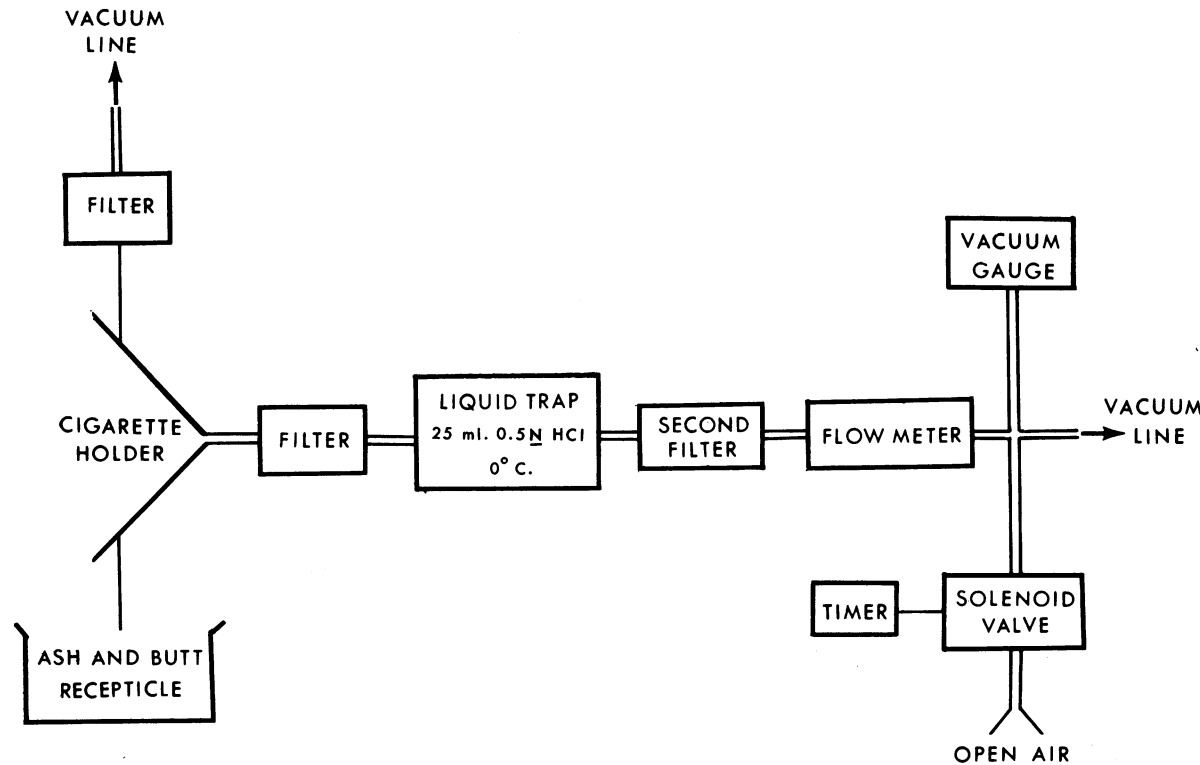 VACUUM
LINE
FILTER
CIGARETTE
HOLDER
FILTER
LIQUID TRAP
25 ml. 0.5N HCl
0° C.
SECOND
FILTER
FLOW METER
VACUUM
GAUGE
VACUUM
LINE
TIMER
SOLENOID
VALVE
OPEN AIR
ASH AND BUTT
RECEPTICLE